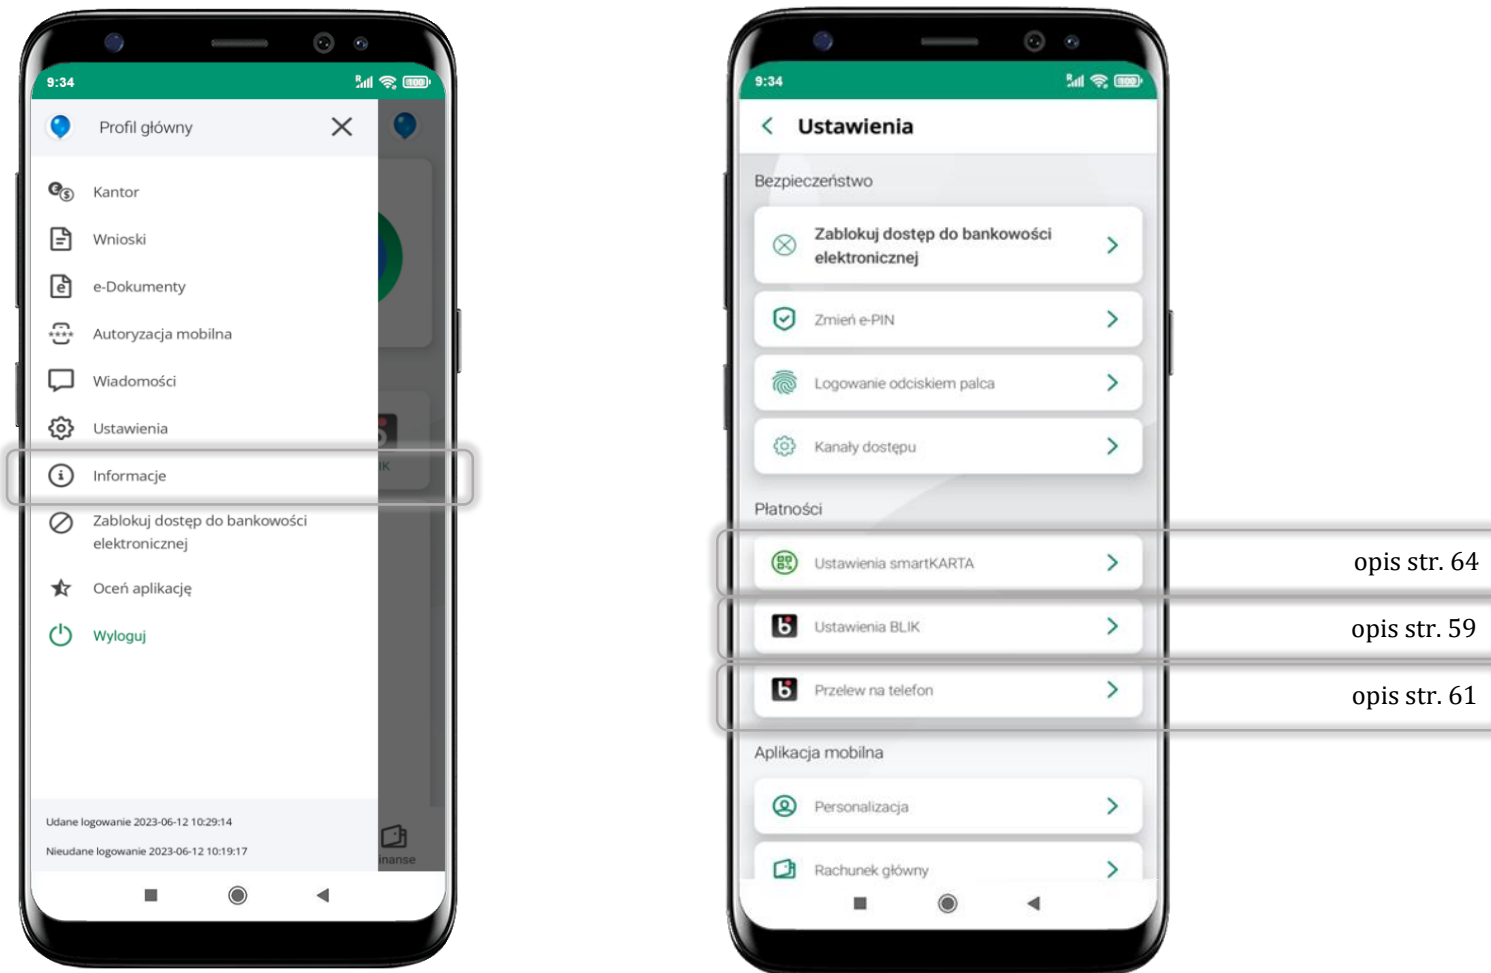 9:34
Profil główny
Kantor
Wnioski
e-Dokumenty
Autoryzacja mobilna
Wiadomości
Ustawienia
Informacje
Zablokuj dostęp do bankowości
elektronicznej
Oceń aplikację
Wyloguj
Udane logowanie 2023-06-12 10:29:14
Nieudane logowanie 2023-06-12 10:19:17
IK
inanse
9:34
Ustawienia
Bezpieczeństwo
Zablokuj dostęp do bankowości
elektronicznej
Zmień e-PIN
Logowanie odciskiem palca
Kanały dostępu
Płatności
Ustawienia smartKARTA
opis str. 64
Ustawienia BLIK
opis str. 59
Przelew na telefon
opis str. 61
Aplikacja mobilna
Personalizacja
Rachunek główny